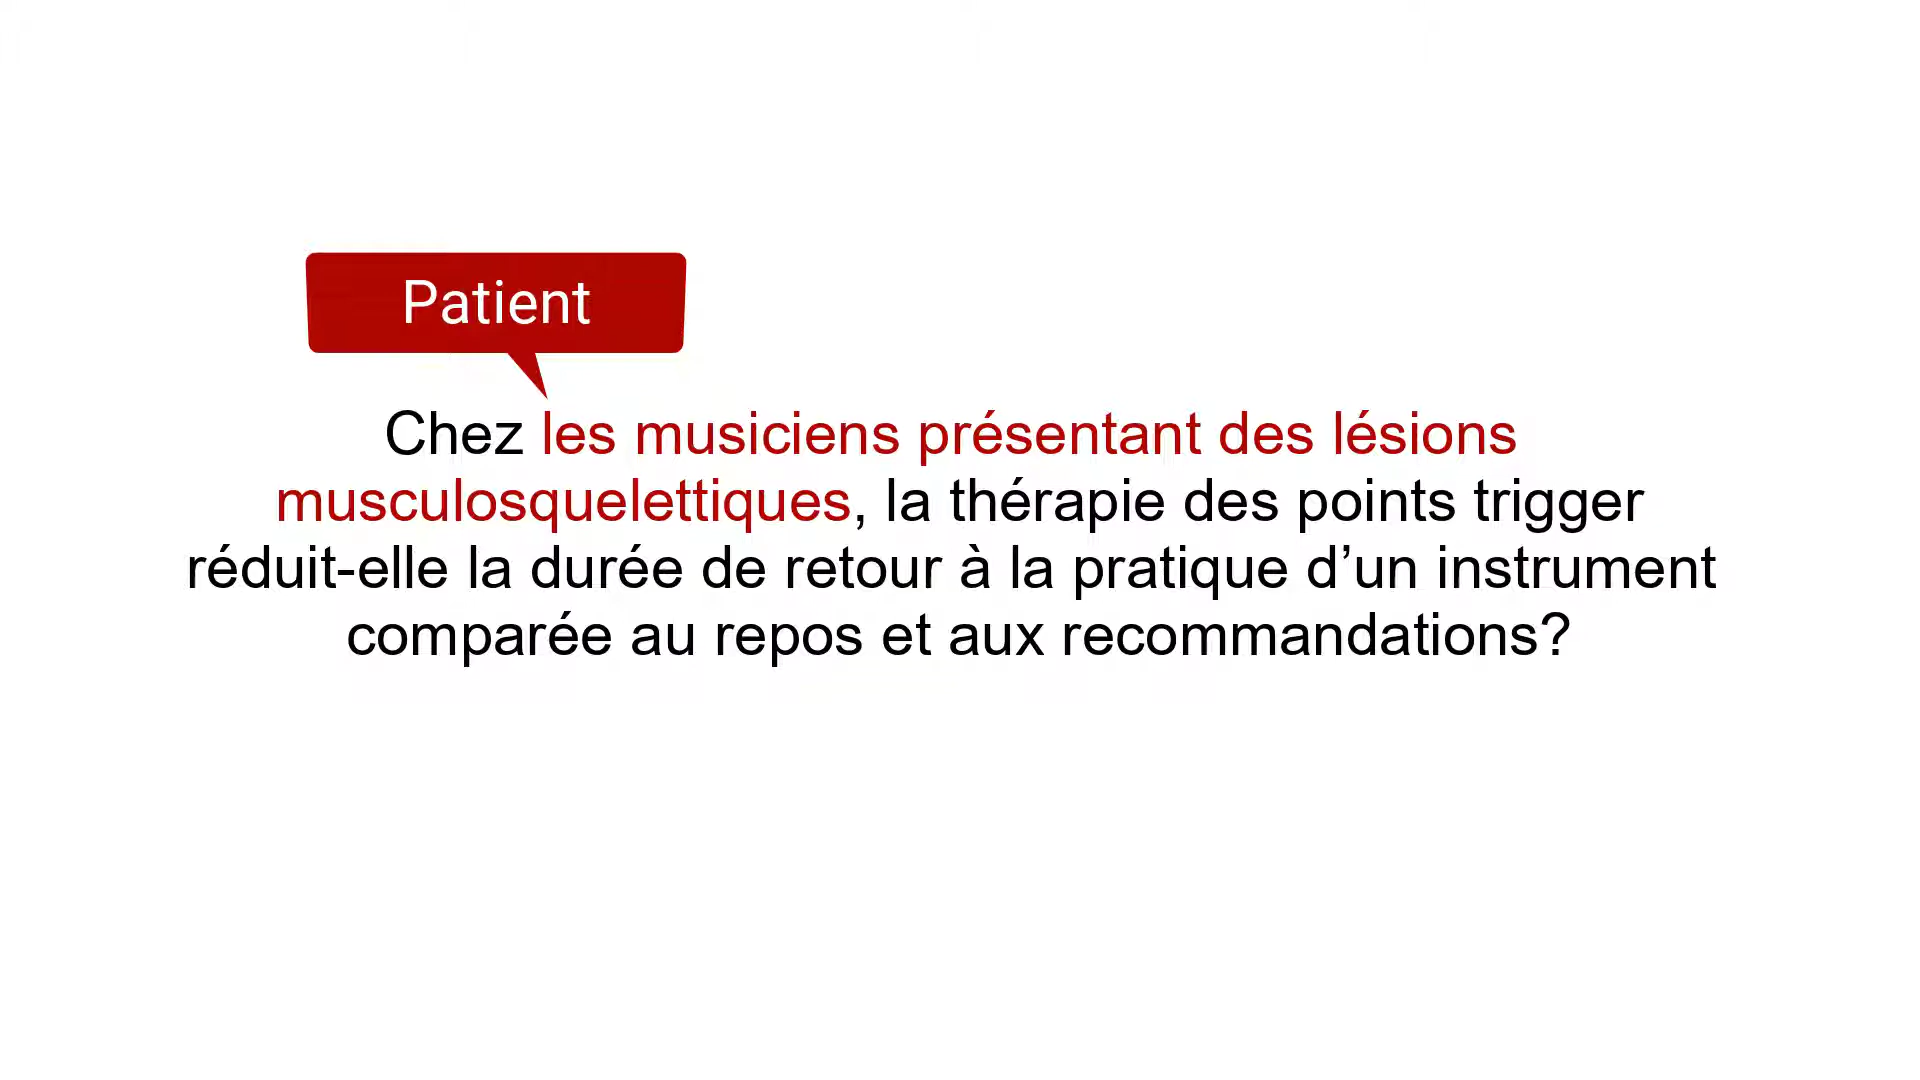 Patient
Chez les musiciens présentant des lésions
musculosquelettiques, la thérapie des points trigger
réduit-elle la durée de retour à la pratique d’un instrument
comparée au repos et aux recommandations?